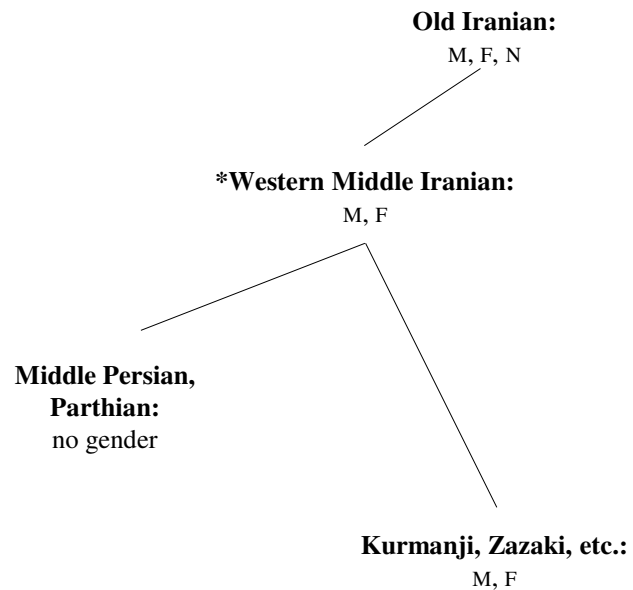 Old Iranian:
M, F, N
*Western Middle Iranian:
M, F
Middle Persian,
Parthian:
no gender
Kurmanji, Zazaki, etc.:
M, F